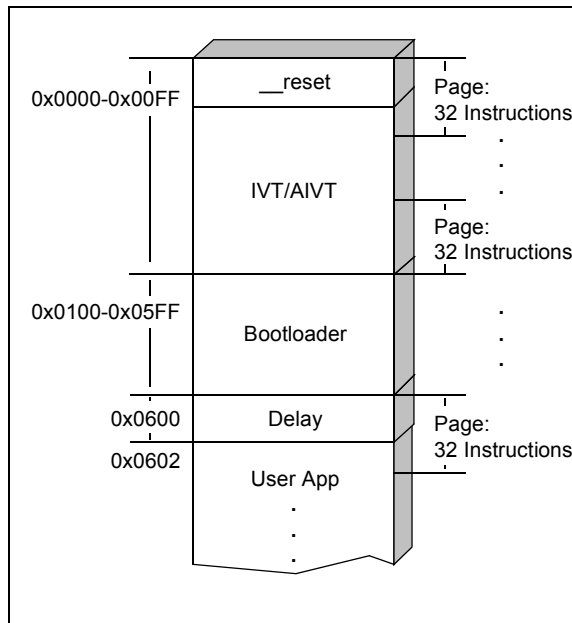 __reset
0x0000-0x00FF
Page:
32 Instructions
.
.
.
IVT/AIVT
Page:
32 Instructions
0x0100-0x05FF
Bootloader
.
.
.
0x0600
Delay
Page:
32 Instructions
0x0602
User App
.
.
.